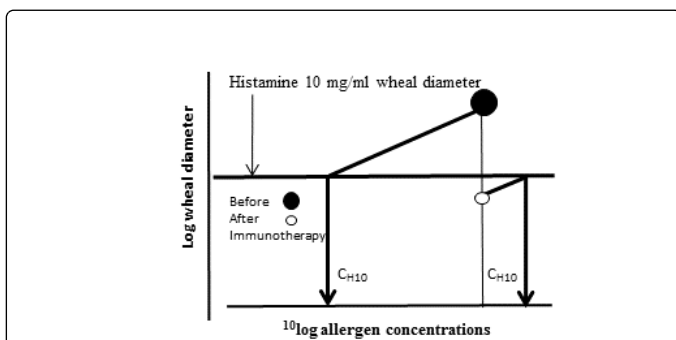 Histamine 10 mg/ml wheal diameter
Log wheal diameter
Before
After
Immunotherapy
CH10
CH10
10log allergen concentrations